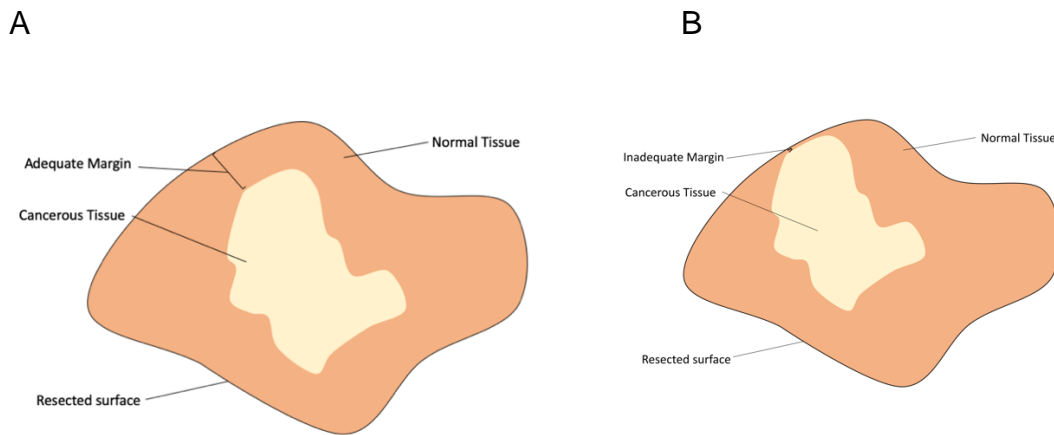 A
B
Normal Tissue
Adequate Margin
Cancerous Tissue
Resected surface
Normal Tissue
Inadequate Margin
Cancerous Tissue
Resected surface